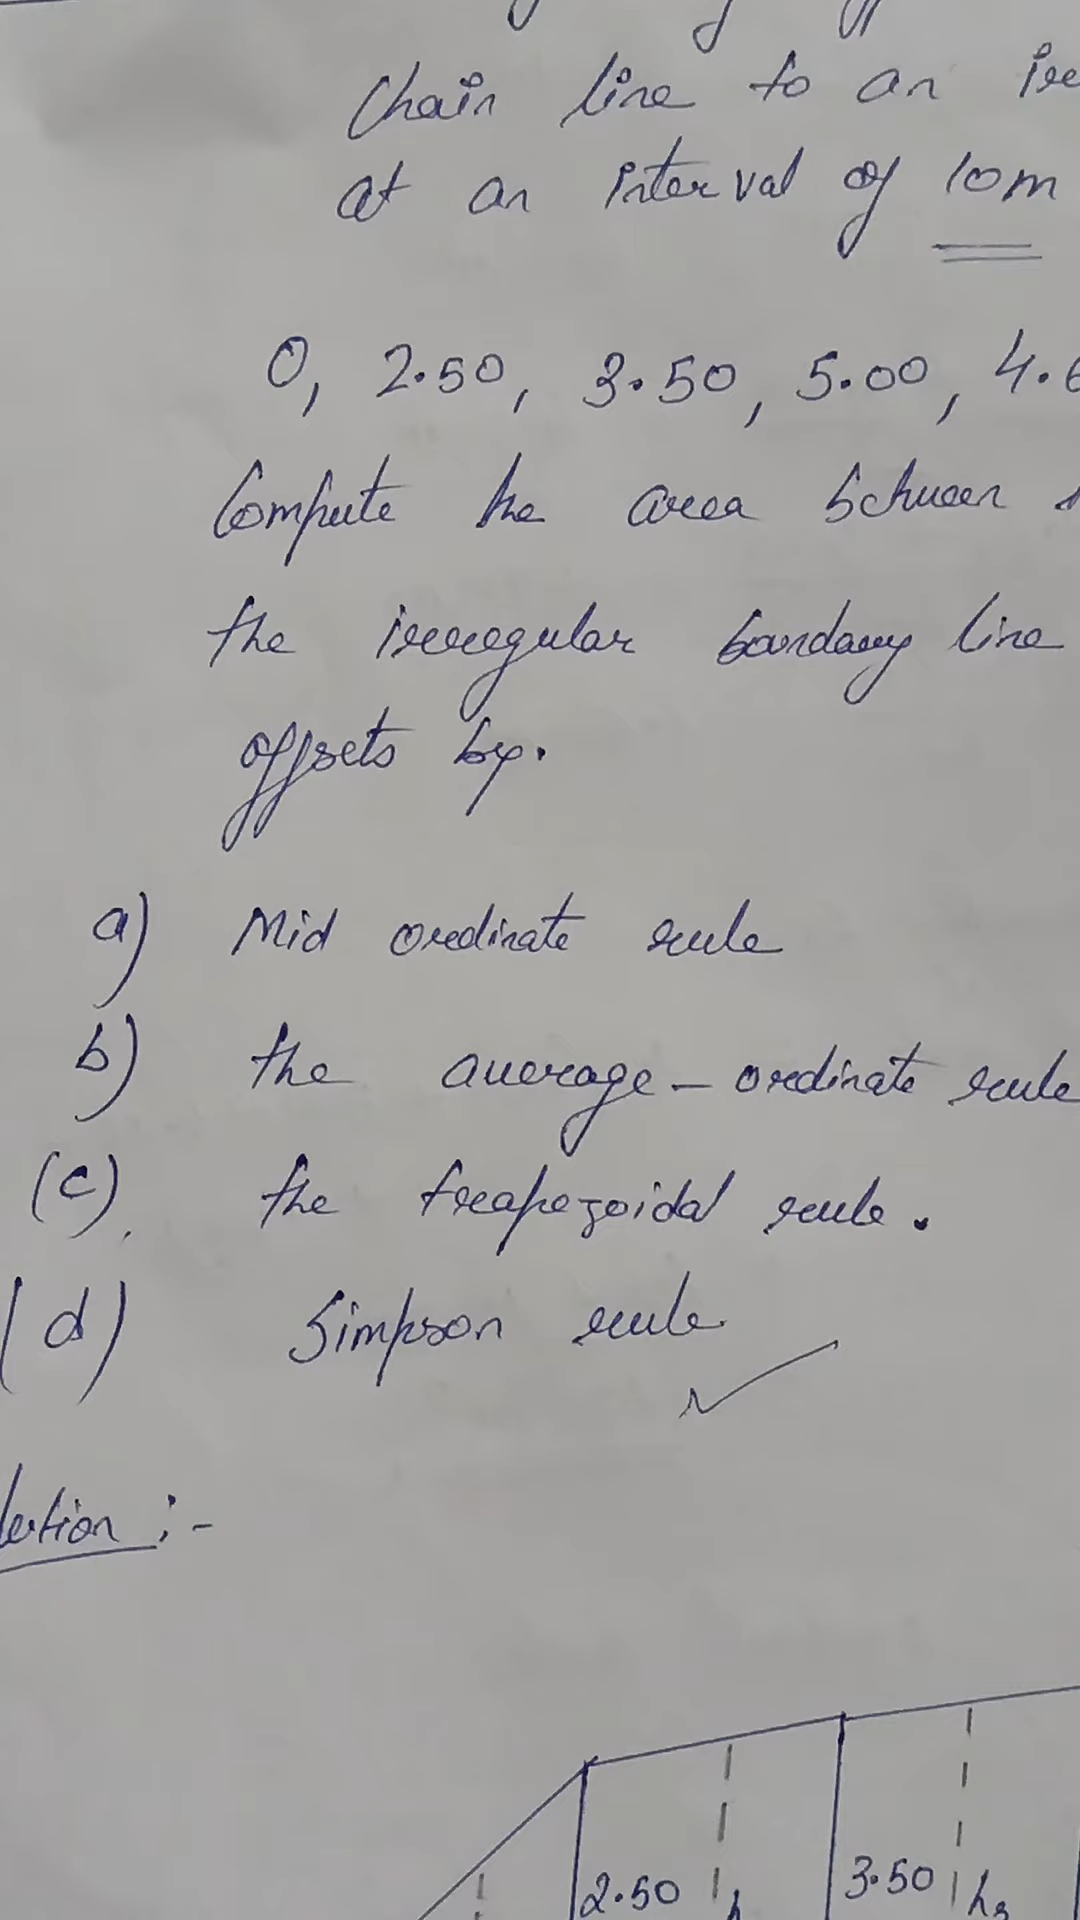 Chain line to an
at an interval of 10m
0, 2.50, 3.50, 5.00,
Compute the area between
the irregular boundary line
offsets by.
a) Mid ordinate rule
b) the average - ordinate rule
(c). the trapezoidal rule.
(d) Simpson rule
:-
2.50 3.50